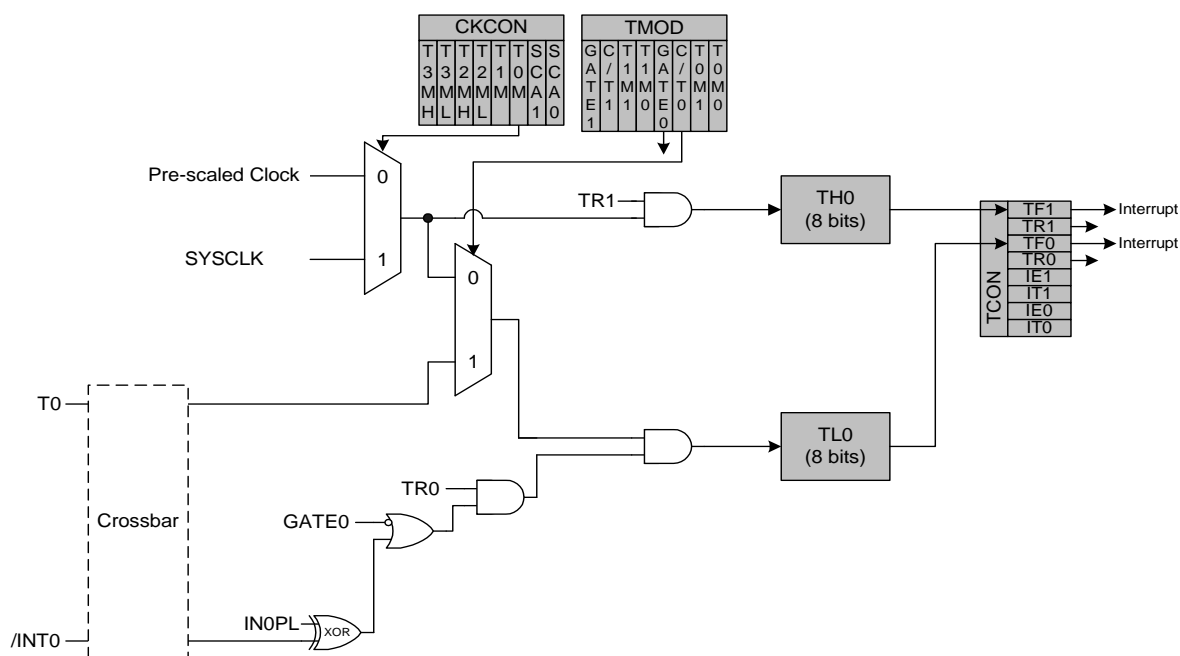 CKCON
TMOD
T3MH
T3ML
T2MH
T2ML
T1M
T0M
SCA1
SCA0
GATE1
C/T1
T1M1
T1M0
GATE0
C/T0
T0M1
T0M0
Pre-scaled Clock
0
SYSCLK
1
TR1
TH0
(8 bits)
TCON
TF1
Interrupt
TR1
TF0
Interrupt
TR0
IE1
IT1
IE0
IT0
0
1
T0
Crossbar
TL0
(8 bits)
TR0
GATE0
IN0PL
XOR
/INT0